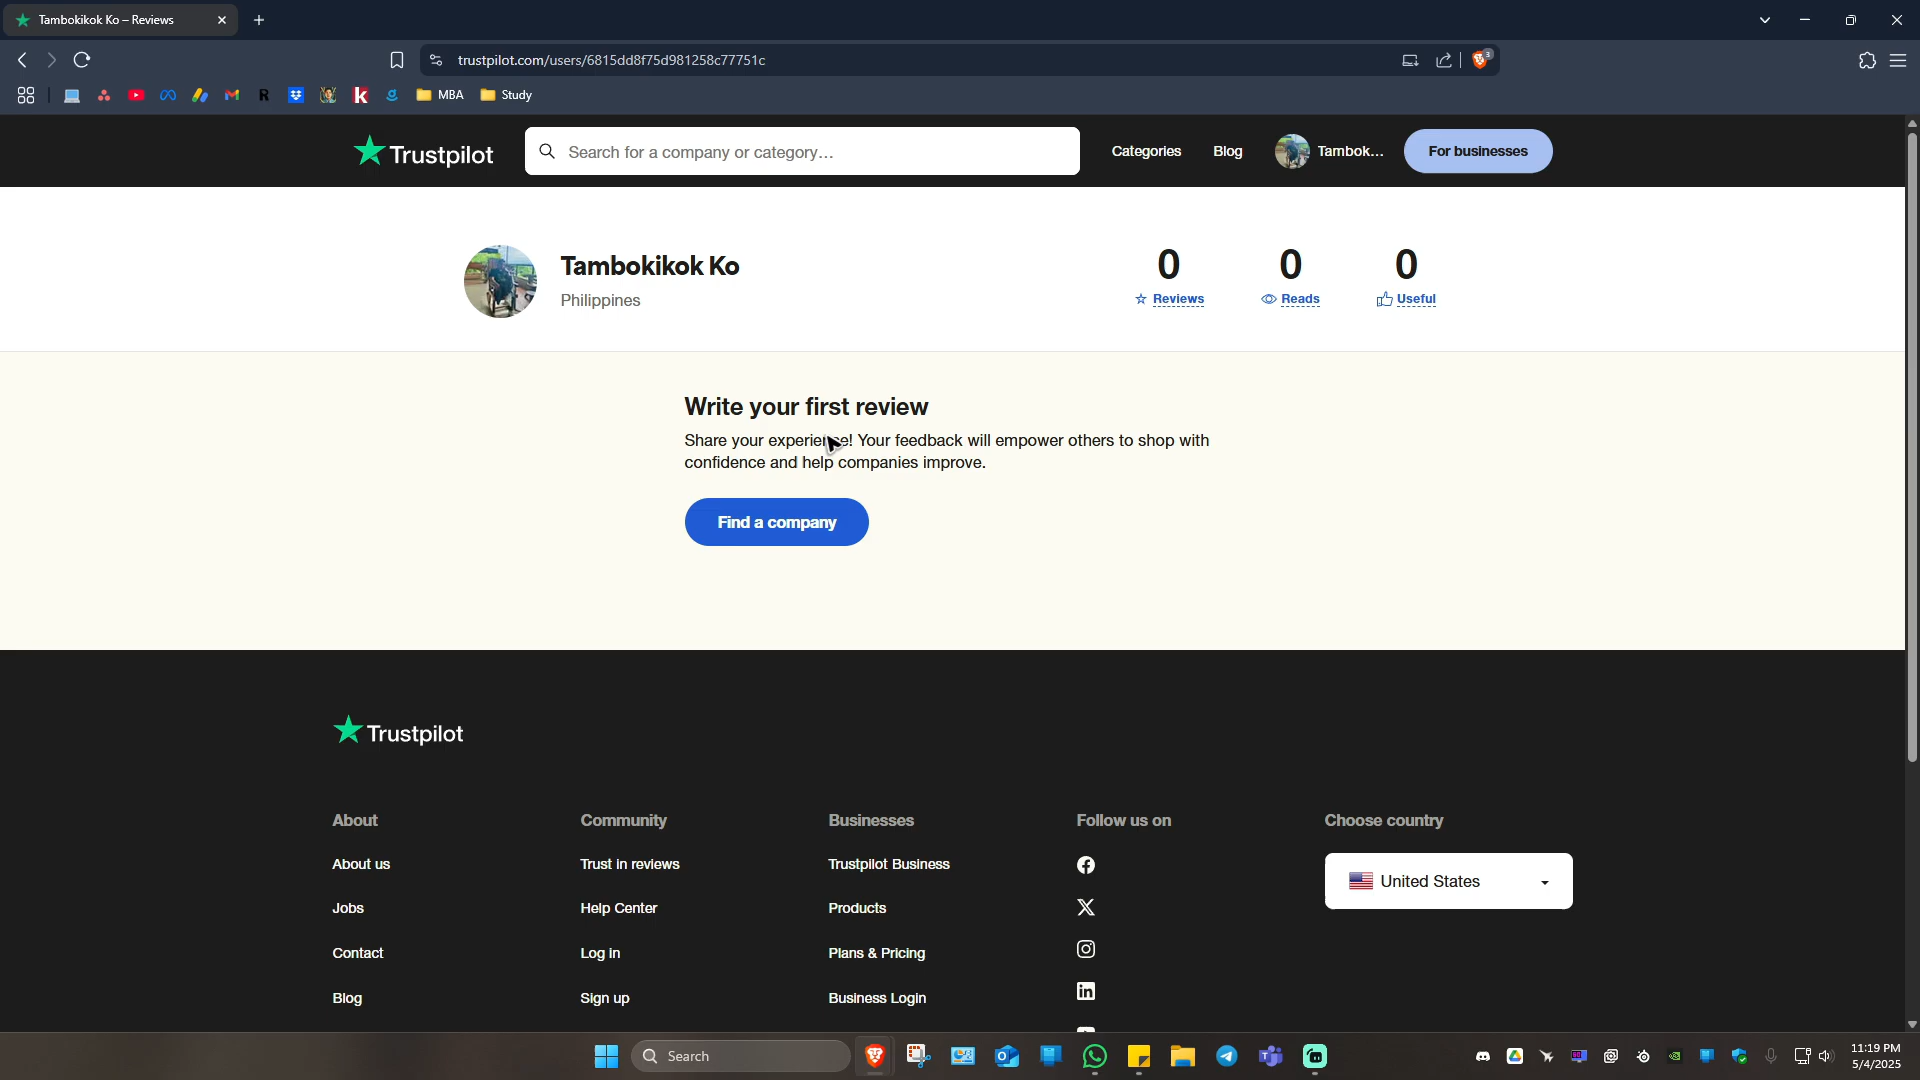 Tambokikok Ko – Reviews
trustpilot.com/users/6815dd8f75d981258c77751c
3
MBA
Study
Trustpilot
Search for a company or category...
Categories
Blog
Tambok...
For businesses
Tambokikok Ko
Philippines
0
0
0
Reviews
Reads
Useful
Write your first review
Share your experience! Your feedback will empower others to shop with
confidence and help companies improve.
Find a company
Trustpilot
About
Community
Businesses
Follow us on
Choose country
About us
Trust in reviews
Trustpilot Business
United States
Jobs
Help Center
Products
Contact
Log in
Plans & Pricing
Blog
Sign up
Business Login
Search
11:19 PM
5/4/2025